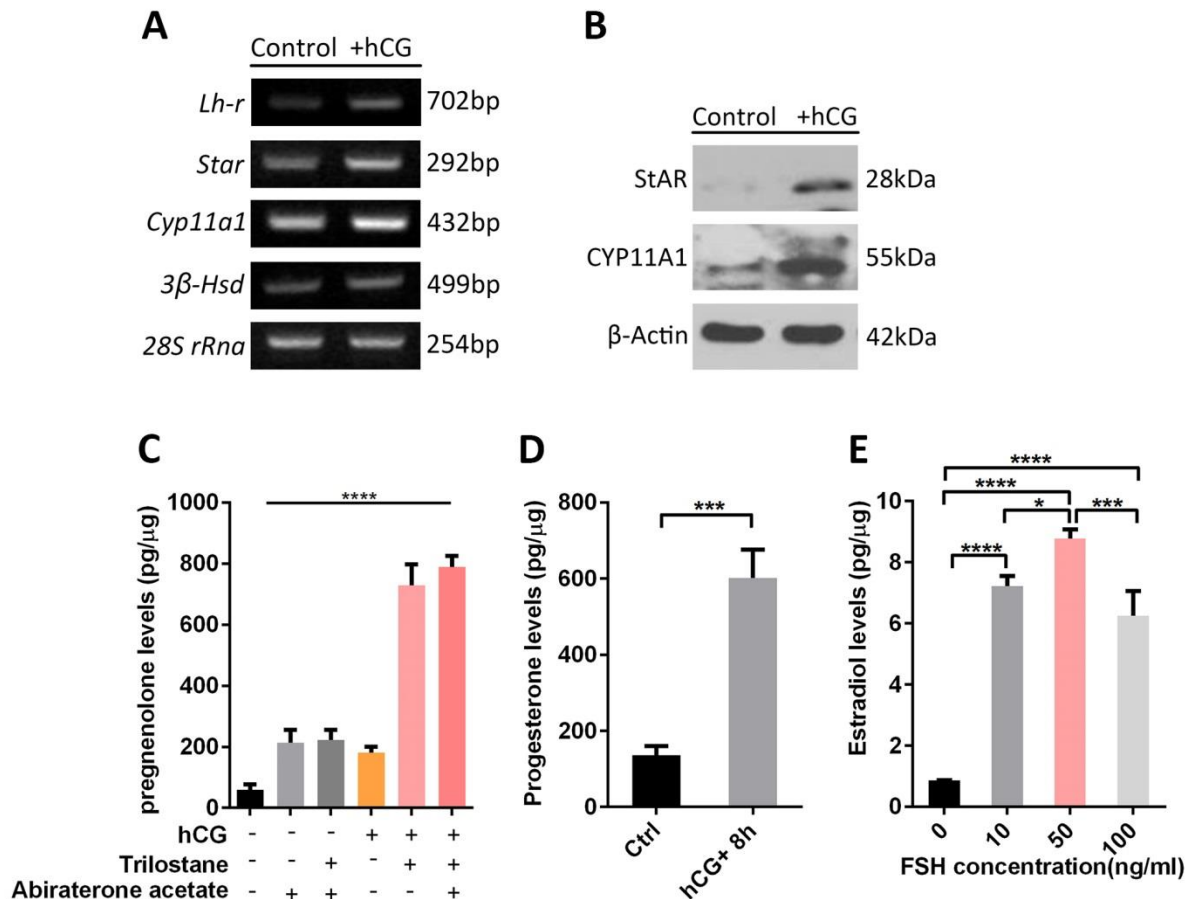 A
Control +hCG
Lh-r 702bp
Star 292bp
Cyp11a1 432bp
3β-Hsd 499bp
28S rRna 254bp
B
Control +hCG
StAR 28kDa
CYP11A1 55kDa
β-Actin 42kDa
C
pregnenolone levels (pg/μg)
1000
800
600
400
200
0
****
hCG - - - + + +
Trilostane - - + - + +
Abiraterone acetate - + + - - +
D
Progesterone levels (pg/μg)
800
600
400
200
0
***
Ctrl
hCG+ 8h
E
Estradiol levels (pg/μg)
10
8
6
4
2
0
****
****
* ***
****
0 10 50 100
FSH concentration(ng/ml)